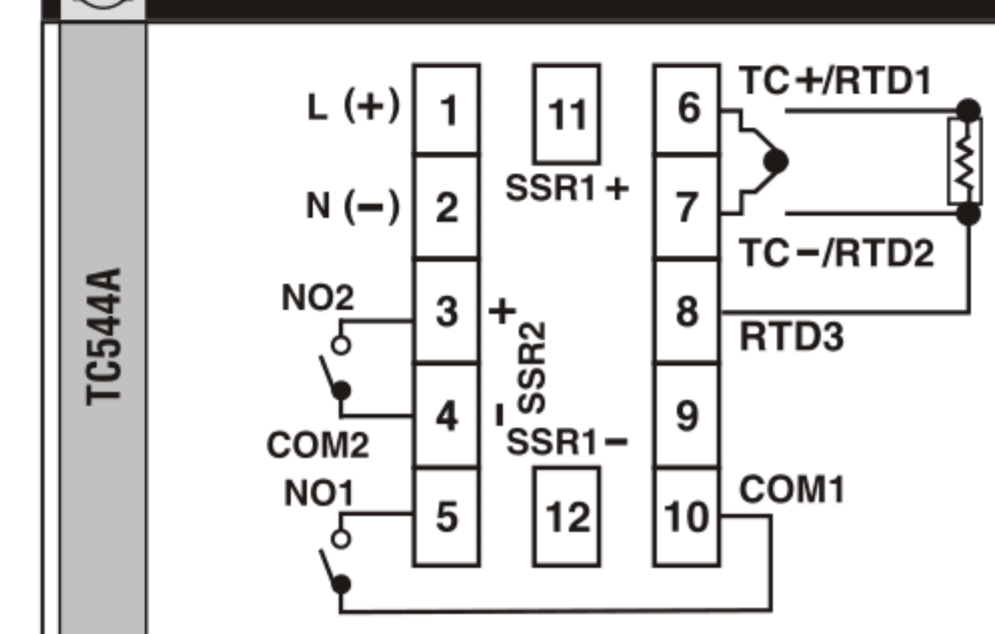 TC544A
L (+)
N (−)
NO2
COM2
NO1
1
2
3
4
5
+
SSR2
-
11
SSR1+
SSR1−
12
6
7
8
9
10
TC+/RTD1
TC−/RTD2
RTD3
COM1